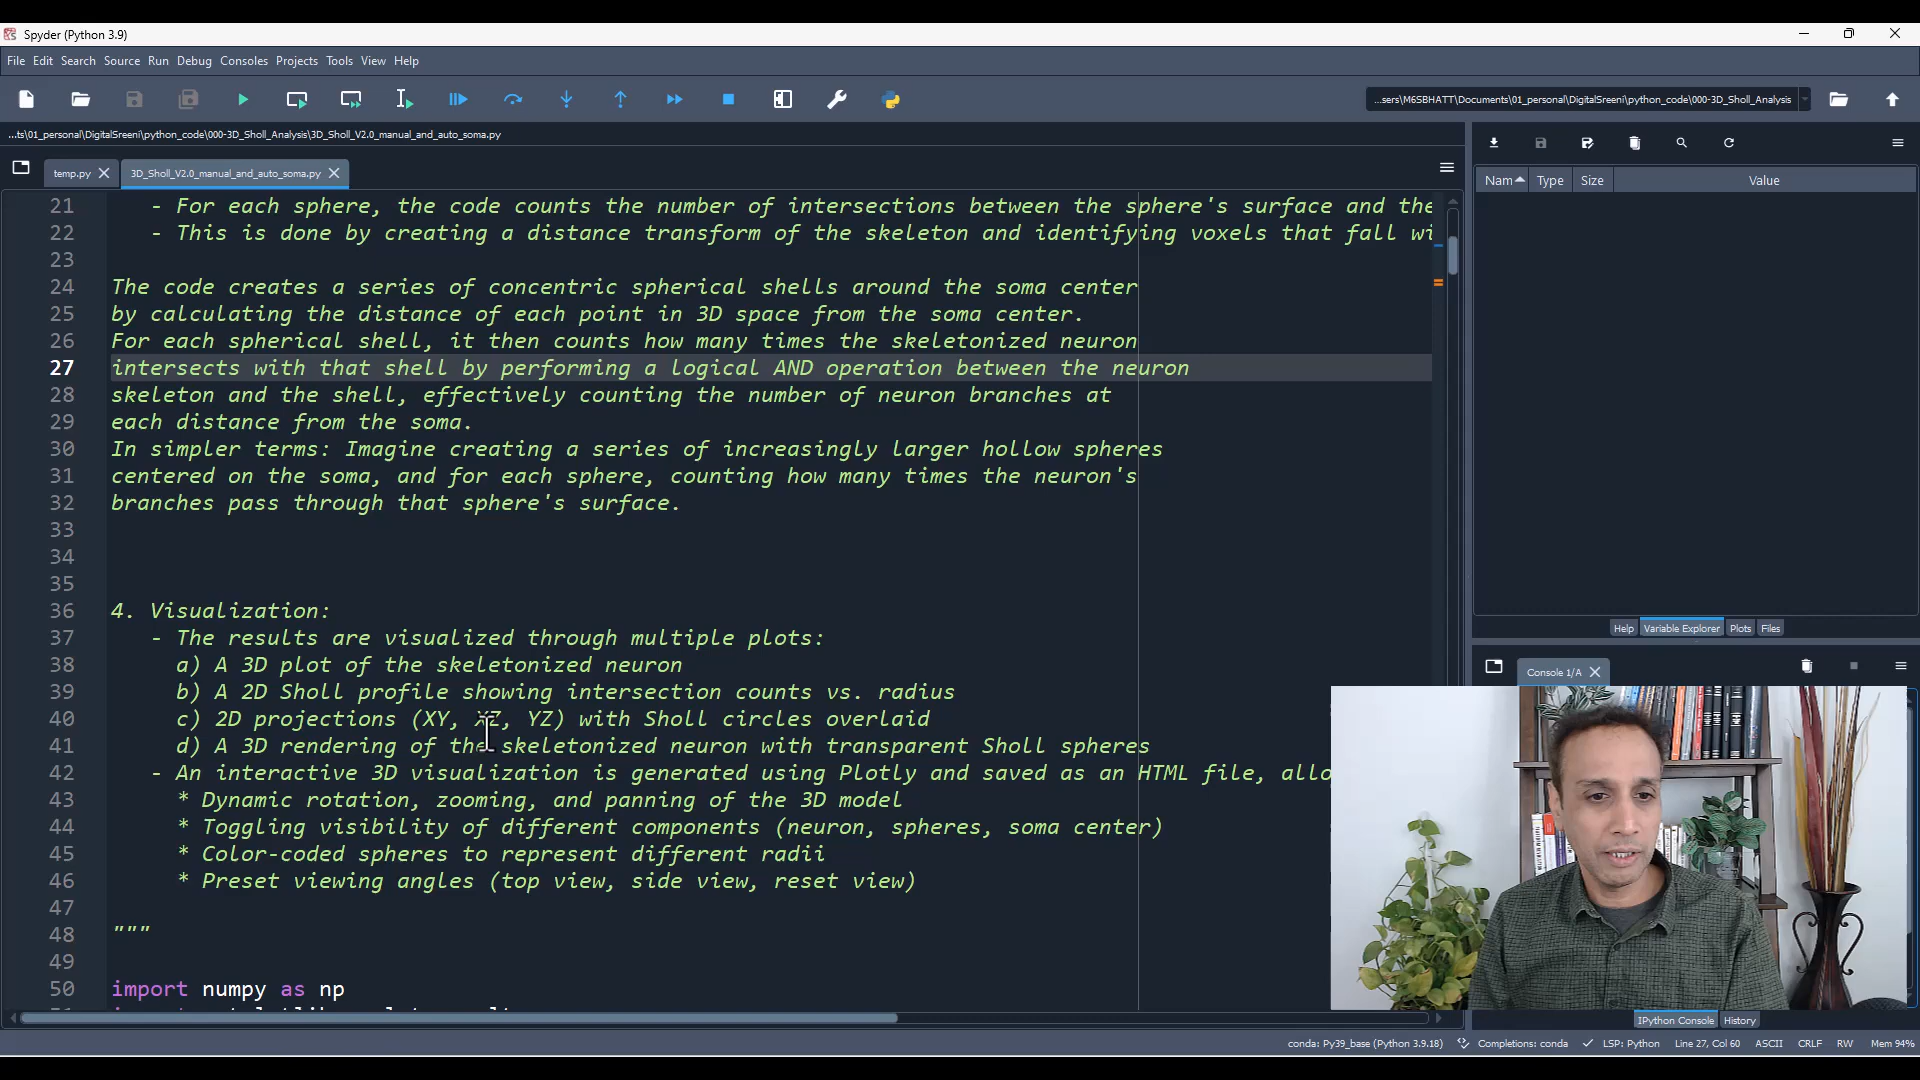 Spyder (Python 3.9)
File Edit Search Source Run Debug Consoles Projects Tools View Help
...sers\M6SBHATT\Documents\01_personal\DigitalSreeni\python_code\000-3D_Sholl_Analysis
...ts\01_personal\DigitalSreeni\python_code\000-3D_Sholl_Analysis\3D_Sholl_V2.0_manual_and_auto_soma.py
temp.py 3D_Sholl_V2.0_manual_and_auto_soma.py
21 - For each sphere, the code counts the number of intersections between the sphere's surface and the
22 - This is done by creating a distance transform of the skeleton and identifying voxels that fall wi
23
24 The code creates a series of concentric spherical shells around the soma center
25 by calculating the distance of each point in 3D space from the soma center.
26 For each spherical shell, it then counts how many times the skeletonized neuron
27 intersects with that shell by performing a logical AND operation between the neuron
28 skeleton and the shell, effectively counting the number of neuron branches at
29 each distance from the soma.
30 In simpler terms: Imagine creating a series of increasingly larger hollow spheres
31 centered on the soma, and for each sphere, counting how many times the neuron's
32 branches pass through that sphere's surface.
33
34
35
36 4. Visualization:
37 - The results are visualized through multiple plots:
38 a) A 3D plot of the skeletonized neuron
39 b) A 2D Sholl profile showing intersection counts vs. radius
40 c) 2D projections (XY, XZ, YZ) with Sholl circles overlaid
41 d) A 3D rendering of the skeletonized neuron with transparent Sholl spheres
42 - An interactive 3D visualization is generated using Plotly and saved as an HTML file, allo
43 * Dynamic rotation, zooming, and panning of the 3D model
44 * Toggling visibility of different components (neuron, spheres, soma center)
45 * Color-coded spheres to represent different radii
46 * Preset viewing angles (top view, side view, reset view)
47
48 """
49
50 import numpy as np
Nam Type Size Value
Help Variable Explorer Plots Files
Console 1/A
IPython Console History
conda: Py39_base (Python 3.9.18) Completions: conda LSP: Python Line 27, Col 60 ASCII CRLF RW Mem 94%